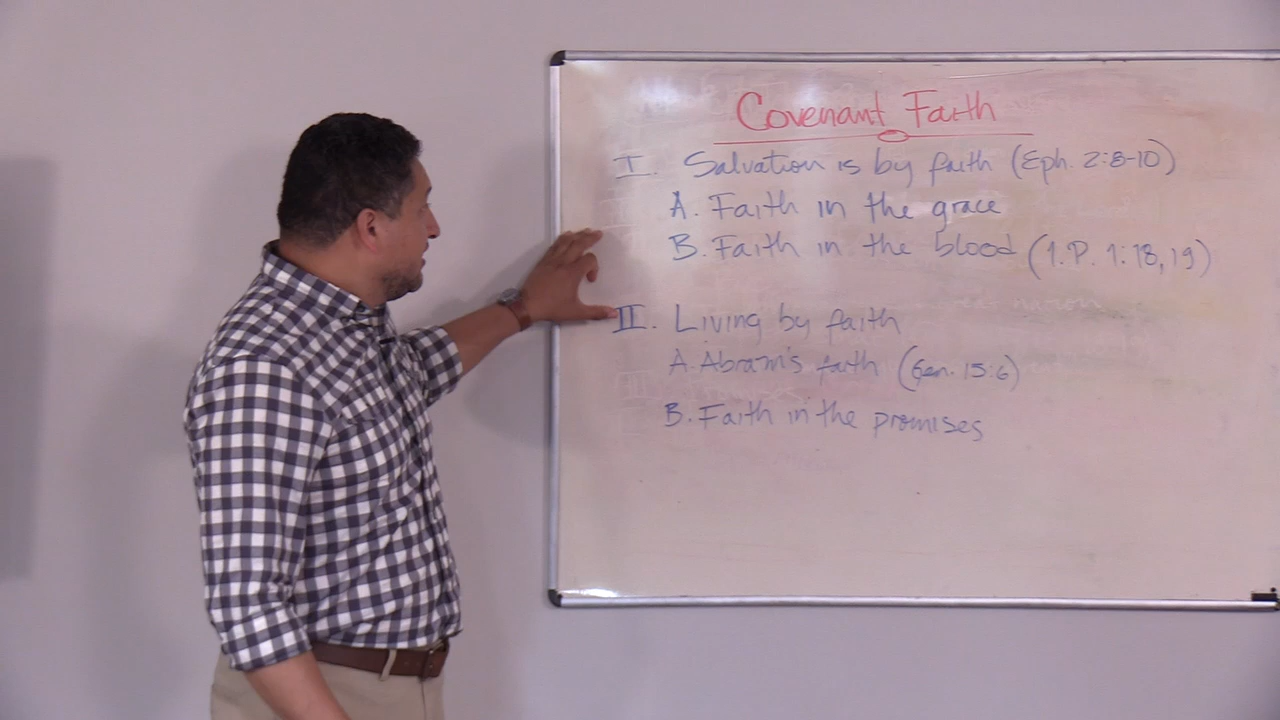 Covenant Faith
I. Salvation is by faith (Eph. 2:8-10)
A. Faith in the grace
B. Faith in the blood (1.P. 1:18,19)
II. Living by faith
A. Abram's faith (Gen. 15:6)
B. Faith in the promises